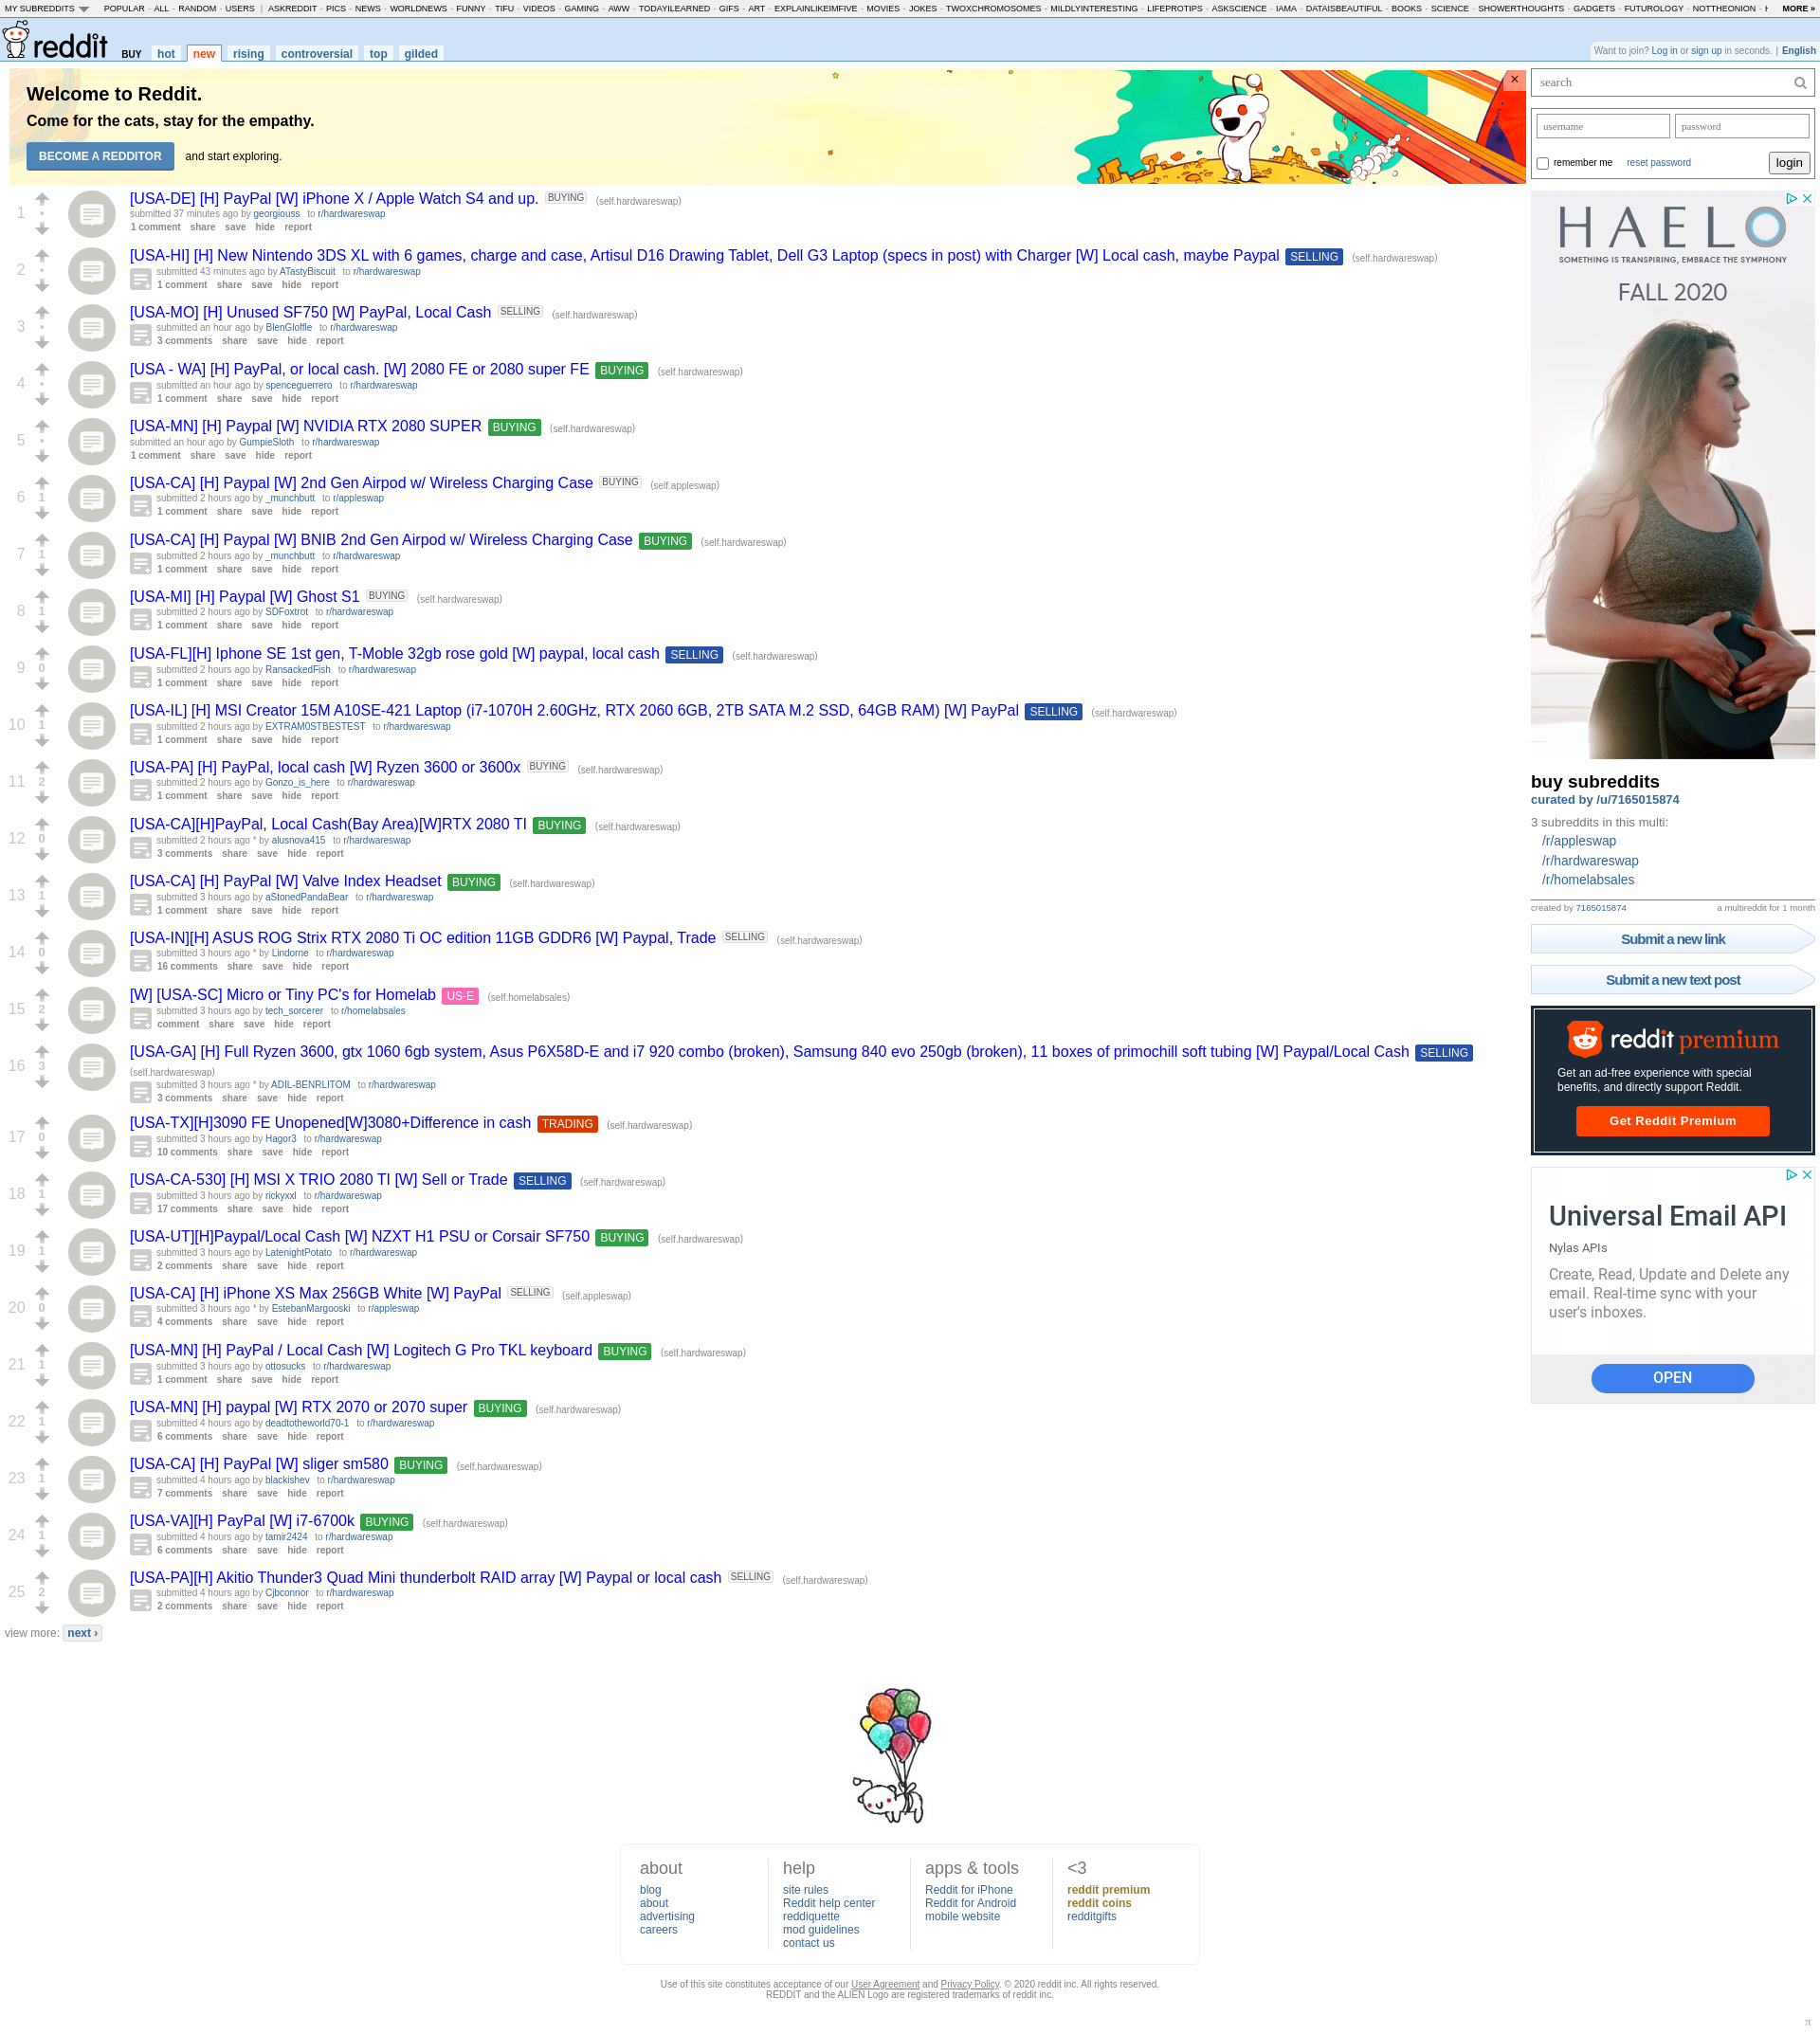 MY SUBREDDITS POPULAR - ALL - RANDOM - USERS | ASKREDDIT - PICS - NEWS - WORLDNEWS - FUNNY - TIFU - VIDEOS - GAMING - AWW - TODAYILEARNED - GIFS - ART - EXPLAINLIKEIMFIVE - MOVIES - JOKES - TWOXCHROMOSOMES - MILDLYINTERESTING - LIFEPROTIPS - ASKSCIENCE - IAMA - DATAISBEAUTIFUL - BOOKS - SCIENCE - SHOWERTHOUGHTS - GADGETS - FUTUROLOGY - NOTTHEONION - MORE »
reddit BUY hot new rising controversial top gilded
Want to join? Log in or sign up in seconds. | English
Welcome to Reddit.
Come for the cats, stay for the empathy.
BECOME A REDDITOR and start exploring.
×
1 [USA-DE] [H] PayPal [W] iPhone X / Apple Watch S4 and up. BUYING (self.hardwareswap)
submitted 37 minutes ago by georgiouss to r/hardwareswap
1 comment share save hide report
2 [USA-HI] [H] New Nintendo 3DS XL with 6 games, charge and case, Artisul D16 Drawing Tablet, Dell G3 Laptop (specs in post) with Charger [W] Local cash, maybe Paypal SELLING (self.hardwareswap)
submitted 43 minutes ago by ATastyBiscuit to r/hardwareswap
1 comment share save hide report
3 [USA-MO] [H] Unused SF750 [W] PayPal, Local Cash SELLING (self.hardwareswap)
submitted an hour ago by BlenGloffle to r/hardwareswap
3 comments share save hide report
4 [USA - WA] [H] PayPal, or local cash. [W] 2080 FE or 2080 super FE BUYING (self.hardwareswap)
submitted an hour ago by spenceguerrero to r/hardwareswap
1 comment share save hide report
5 [USA-MN] [H] Paypal [W] NVIDIA RTX 2080 SUPER BUYING (self.hardwareswap)
submitted an hour ago by GumpieSloth to r/hardwareswap
1 comment share save hide report
6 1 [USA-CA] [H] Paypal [W] 2nd Gen Airpod w/ Wireless Charging Case BUYING (self.appleswap)
submitted 2 hours ago by _munchbutt to r/appleswap
1 comment share save hide report
7 1 [USA-CA] [H] Paypal [W] BNIB 2nd Gen Airpod w/ Wireless Charging Case BUYING (self.hardwareswap)
submitted 2 hours ago by _munchbutt to r/hardwareswap
1 comment share save hide report
8 1 [USA-MI] [H] Paypal [W] Ghost S1 BUYING (self.hardwareswap)
submitted 2 hours ago by SDFoxtrot to r/hardwareswap
1 comment share save hide report
9 0 [USA-FL][H] Iphone SE 1st gen, T-Moble 32gb rose gold [W] paypal, local cash SELLING (self.hardwareswap)
submitted 2 hours ago by RansackedFish to r/hardwareswap
1 comment share save hide report
10 1 [USA-IL] [H] MSI Creator 15M A10SE-421 Laptop (i7-1070H 2.60GHz, RTX 2060 6GB, 2TB SATA M.2 SSD, 64GB RAM) [W] PayPal SELLING (self.hardwareswap)
submitted 2 hours ago by EXTRAM0STBESTEST to r/hardwareswap
1 comment share save hide report
11 2 [USA-PA] [H] PayPal, local cash [W] Ryzen 3600 or 3600x BUYING (self.hardwareswap)
submitted 2 hours ago by Gonzo_is_here to r/hardwareswap
1 comment share save hide report
12 0 [USA-CA][H]PayPal, Local Cash(Bay Area)[W]RTX 2080 TI BUYING (self.hardwareswap)
submitted 2 hours ago * by alusnova415 to r/hardwareswap
3 comments share save hide report
13 1 [USA-CA] [H] PayPal [W] Valve Index Headset BUYING (self.hardwareswap)
submitted 3 hours ago by aStonedPandaBear to r/hardwareswap
1 comment share save hide report
14 0 [USA-IN][H] ASUS ROG Strix RTX 2080 Ti OC edition 11GB GDDR6 [W] Paypal, Trade SELLING (self.hardwareswap)
submitted 3 hours ago * by Lindorne to r/hardwareswap
16 comments share save hide report
15 2 [W] [USA-SC] Micro or Tiny PC's for Homelab US-E (self.homelabsales)
submitted 3 hours ago by tech_sorcerer to r/homelabsales
comment share save hide report
16 3 [USA-GA] [H] Full Ryzen 3600, gtx 1060 6gb system, Asus P6X58D-E and i7 920 combo (broken), Samsung 840 evo 250gb (broken), 11 boxes of primochill soft tubing [W] Paypal/Local Cash SELLING
(self.hardwareswap)
submitted 3 hours ago * by ADIL-BENRLITOM to r/hardwareswap
3 comments share save hide report
17 0 [USA-TX][H]3090 FE Unopened[W]3080+Difference in cash TRADING (self.hardwareswap)
submitted 3 hours ago by Hagor3 to r/hardwareswap
10 comments share save hide report
18 1 [USA-CA-530] [H] MSI X TRIO 2080 TI [W] Sell or Trade SELLING (self.hardwareswap)
submitted 3 hours ago by rickyxxl to r/hardwareswap
17 comments share save hide report
19 1 [USA-UT][H]Paypal/Local Cash [W] NZXT H1 PSU or Corsair SF750 BUYING (self.hardwareswap)
submitted 3 hours ago by LatenightPotato to r/hardwareswap
2 comments share save hide report
20 0 [USA-CA] [H] iPhone XS Max 256GB White [W] PayPal SELLING (self.appleswap)
submitted 3 hours ago * by EstebanMargooski to r/appleswap
4 comments share save hide report
21 1 [USA-MN] [H] PayPal / Local Cash [W] Logitech G Pro TKL keyboard BUYING (self.hardwareswap)
submitted 3 hours ago by ottosucks to r/hardwareswap
1 comment share save hide report
22 1 [USA-MN] [H] paypal [W] RTX 2070 or 2070 super BUYING (self.hardwareswap)
submitted 4 hours ago by deadtotheworld70-1 to r/hardwareswap
6 comments share save hide report
23 1 [USA-CA] [H] PayPal [W] sliger sm580 BUYING (self.hardwareswap)
submitted 4 hours ago by blackishev to r/hardwareswap
7 comments share save hide report
24 1 [USA-VA][H] PayPal [W] i7-6700k BUYING (self.hardwareswap)
submitted 4 hours ago by tamir2424 to r/hardwareswap
6 comments share save hide report
25 2 [USA-PA][H] Akitio Thunder3 Quad Mini thunderbolt RAID array [W] Paypal or local cash SELLING (self.hardwareswap)
submitted 4 hours ago by Cjbconnor to r/hardwareswap
2 comments share save hide report
view more: next ›
search
username password
remember me reset password login
HAELO
SOMETHING IS TRANSPIRING, EMBRACE THE SYMPHONY
FALL 2020
buy subreddits
curated by /u/7165015874
3 subreddits in this multi:
/r/appleswap
/r/hardwareswap
/r/homelabsales
created by 7165015874 a multireddit for 1 month
Submit a new link
Submit a new text post
reddit premium
Get an ad-free experience with special
benefits, and directly support Reddit.
Get Reddit Premium
Universal Email API
Nylas APIs
Create, Read, Update and Delete any
email. Real-time sync with your
user's inboxes.
OPEN
about
blog
about
advertising
careers
help
site rules
Reddit help center
reddiquette
mod guidelines
contact us
apps & tools
Reddit for iPhone
Reddit for Android
mobile website
<3
reddit premium
reddit coins
redditgifts
Use of this site constitutes acceptance of our User Agreement and Privacy Policy. © 2020 reddit inc. All rights reserved.
REDDIT and the ALIEN Logo are registered trademarks of reddit inc.
π